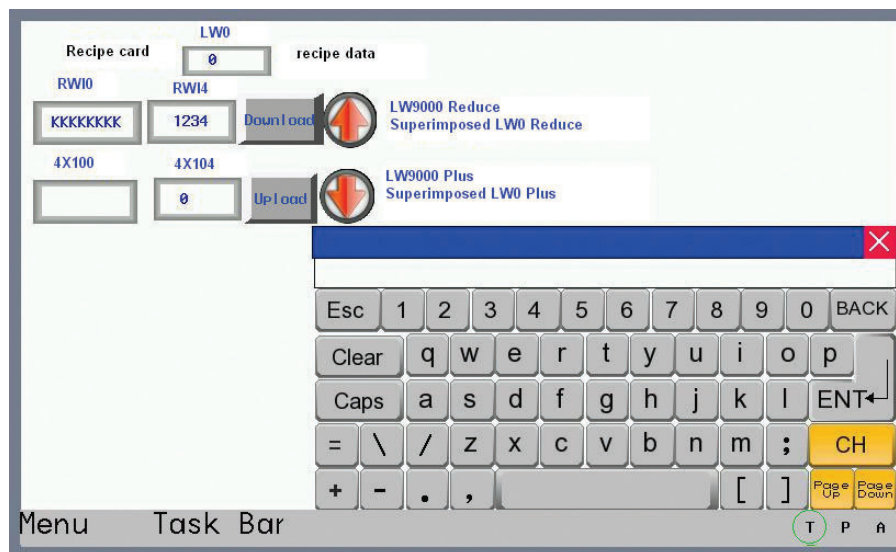 LW0
Recipe card 0 recipe data
RWI0 RWI4
KKKKKKKK 1234 Download
LW9000 Reduce
Superimposed LW0 Reduce
4X100 4X104
0 Upload
LW9000 Plus
Superimposed LW0 Plus
Esc 1 2 3 4 5 6 7 8 9 0 BACK
Clear q w e r t y u i o p
Caps a s d f g h j k l ENT
= \ / z x c v b n m ; CH
+ - . , [ ] Page Up Page Down
Menu Task Bar T P A